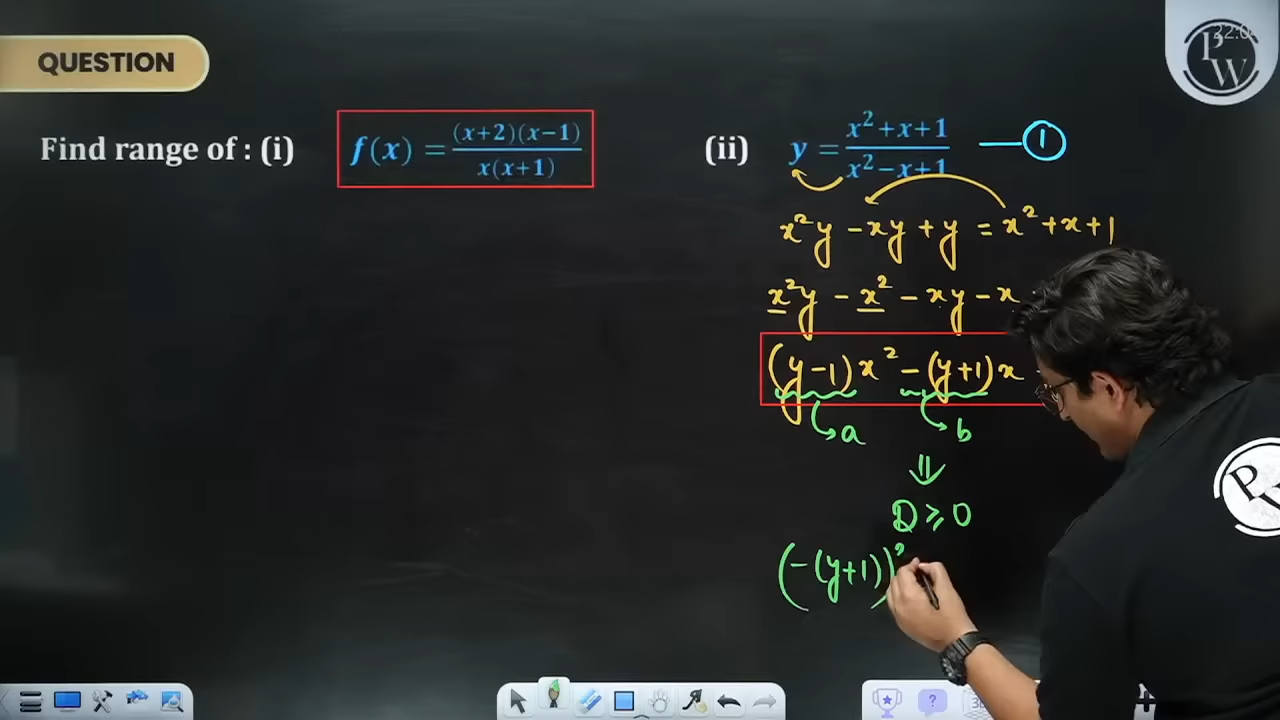 QUESTION
Find range of : (i) f(x) = (x+2)(x−1) / x(x+1) (ii) y = x²+x+1 / x²−x+1 — ①
x²y − xy + y = x² + x + 1
x²y − x² − xy − x
(y−1)x² − (y+1)x
a b
⇓
D ≥ 0
(−(y+1))²
PW